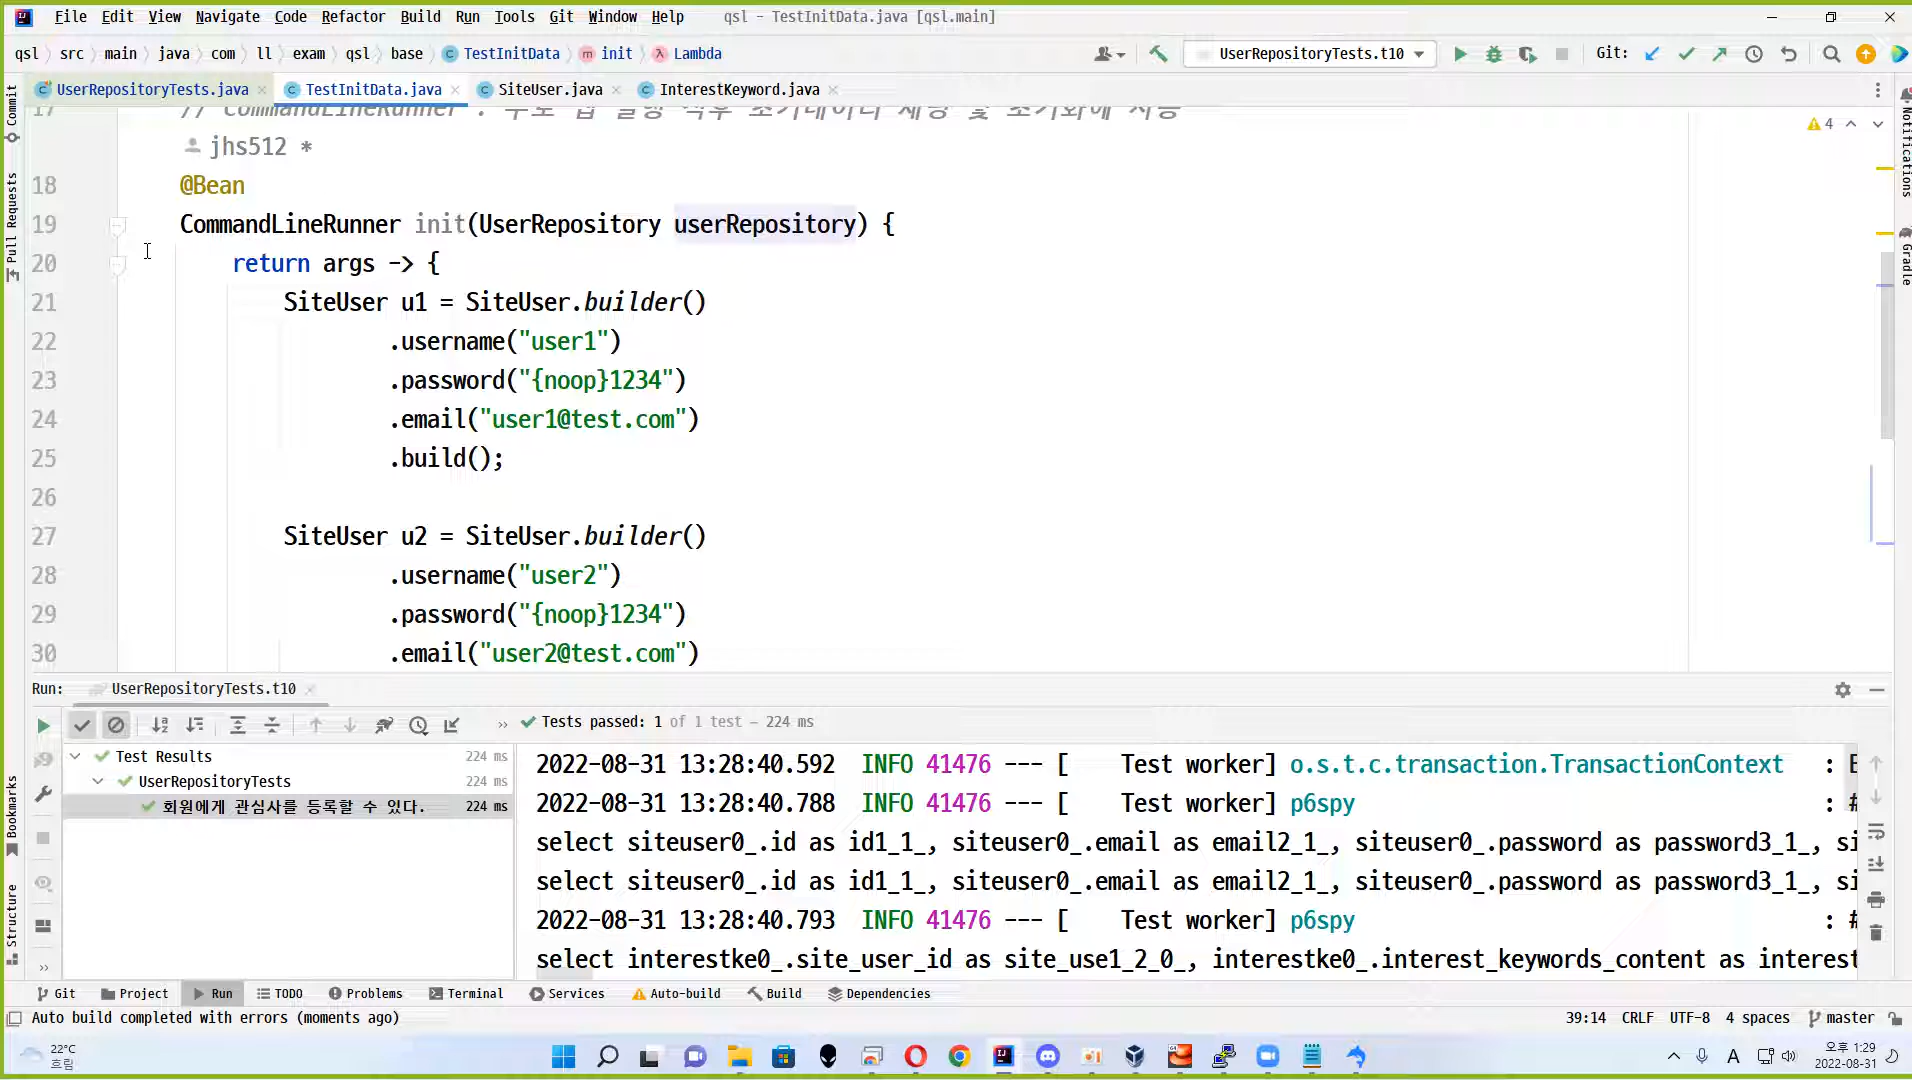 File Edit View Navigate Code Refactor Build Run Tools Git Window Help qsl - TestInitData.java [qsl.main]
qsl src main java com ll exam qsl base TestInitData init Lambda UserRepositoryTests.t10 Git:
UserRepositoryTests.java TestInitData.java SiteUser.java InterestKeyword.java
jhs512 *
4
18 @Bean
19 CommandLineRunner init(UserRepository userRepository) {
20 return args -> {
21 SiteUser u1 = SiteUser.builder()
22 .username("user1")
23 .password("{noop}1234")
24 .email("user1@test.com")
25 .build();
26
27 SiteUser u2 = SiteUser.builder()
28 .username("user2")
29 .password("{noop}1234")
30 .email("user2@test.com")
Commit
Pull Requests
Bookmarks
Structure
Notifications
Gradle
Run: UserRepositoryTests.t10
Tests passed: 1 of 1 test – 224 ms
Test Results 224 ms
UserRepositoryTests 224 ms
회원에게 관심사를 등록할 수 있다. 224 ms
2022-08-31 13:28:40.592 INFO 41476 --- [ Test worker] o.s.t.c.transaction.TransactionContext :
2022-08-31 13:28:40.788 INFO 41476 --- [ Test worker] p6spy : #
select siteuser0_.id as id1_1_, siteuser0_.email as email2_1_, siteuser0_.password as password3_1_, si
select siteuser0_.id as id1_1_, siteuser0_.email as email2_1_, siteuser0_.password as password3_1_, si
2022-08-31 13:28:40.793 INFO 41476 --- [ Test worker] p6spy : #
select interestke0_.site_user_id as site_use1_2_0_, interestke0_.interest_keywords_content as interest
Git Project Run TODO Problems Terminal Services Auto-build Build Dependencies
Auto build completed with errors (moments ago) 39:14 CRLF UTF-8 4 spaces master
22°C
흐림
A
오후 1:29
2022-08-31